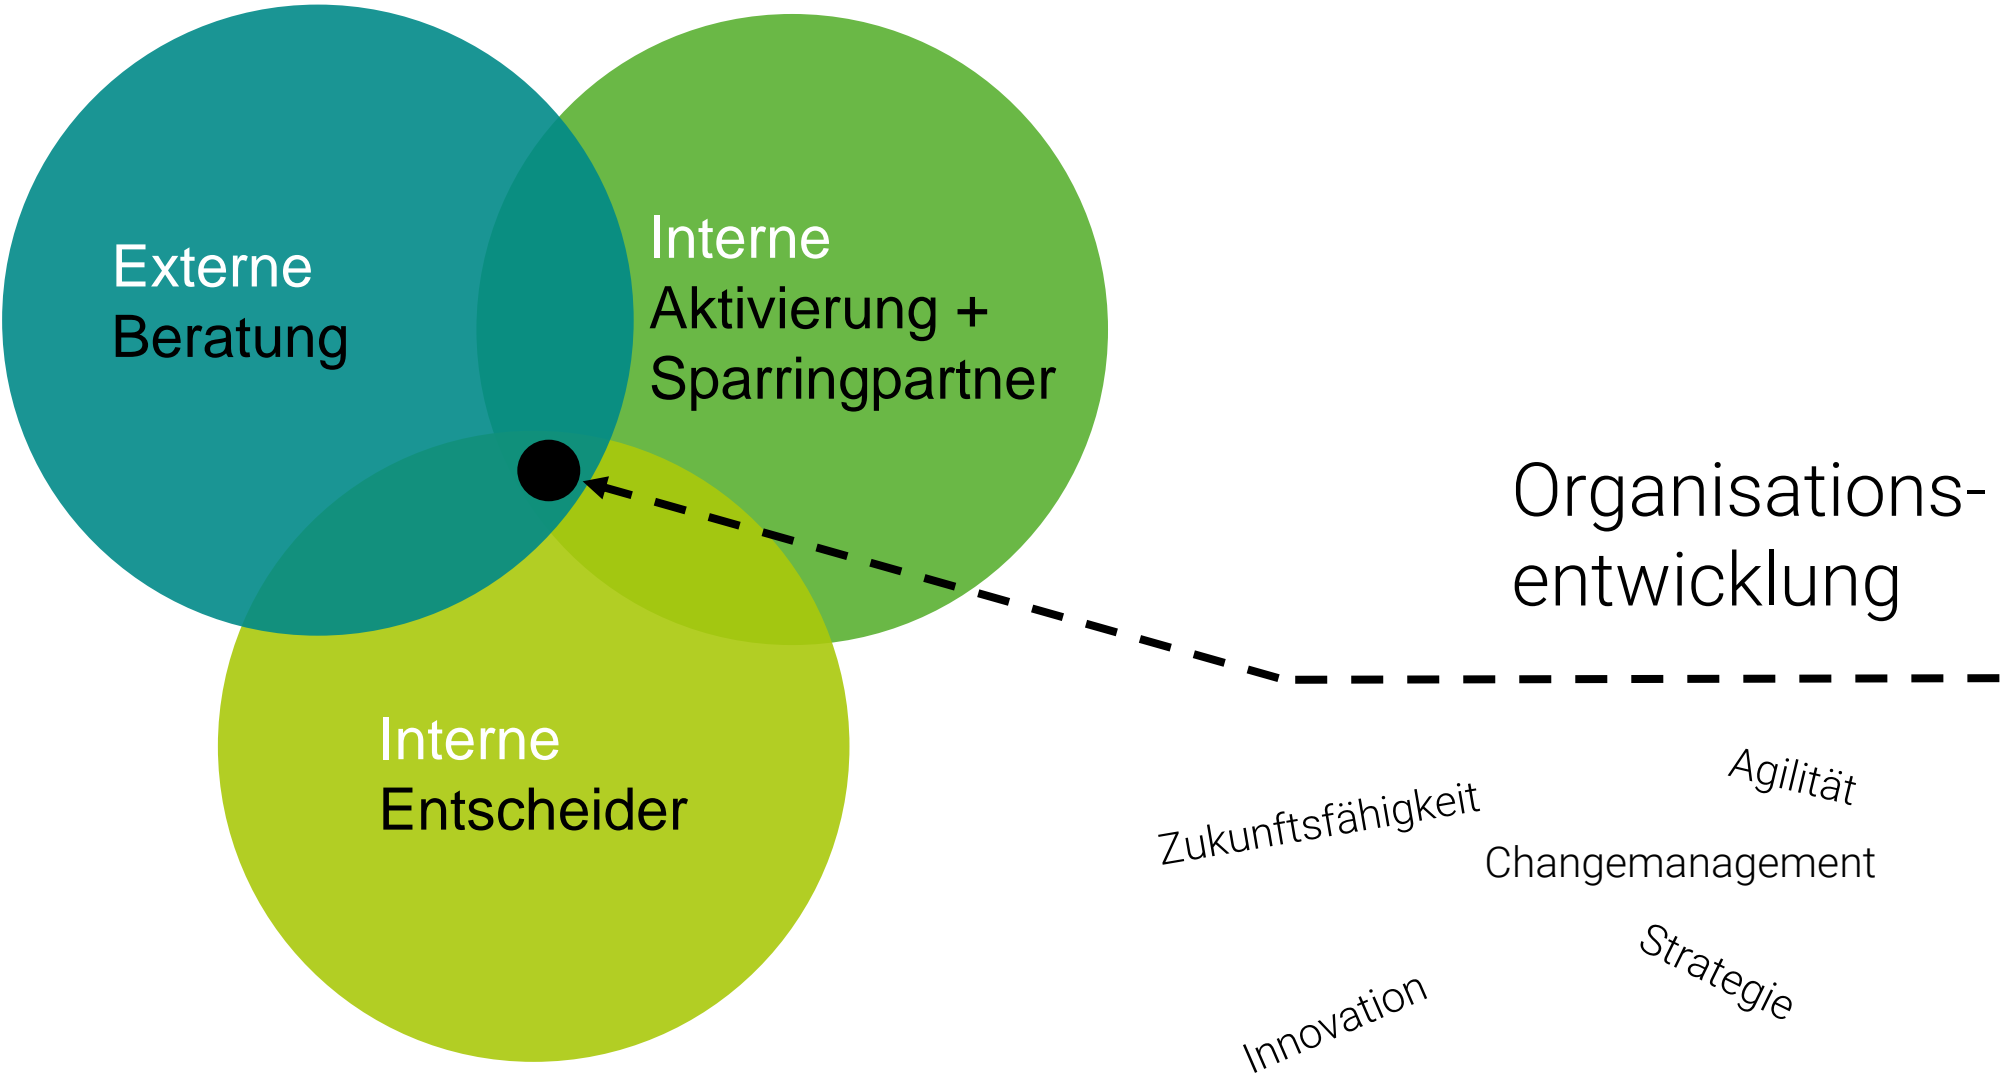 Externe
Beratung
Interne
Aktivierung +
Sparringpartner
Interne
Entscheider
Organisations-
entwicklung
Agilität
Zukunftsfähigkeit
Changemanagement
Strategie
Innovation